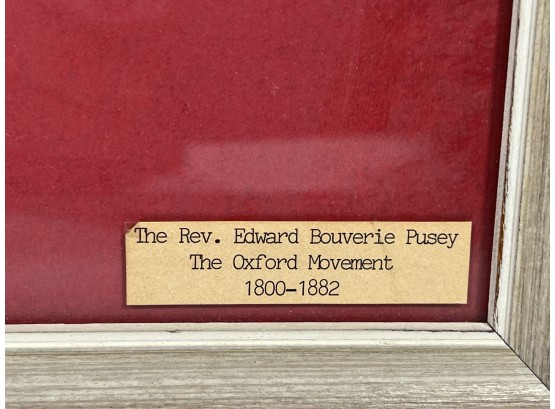 The Rev. Edward Bouverie Pusey
The Oxford Movement
1800-1882